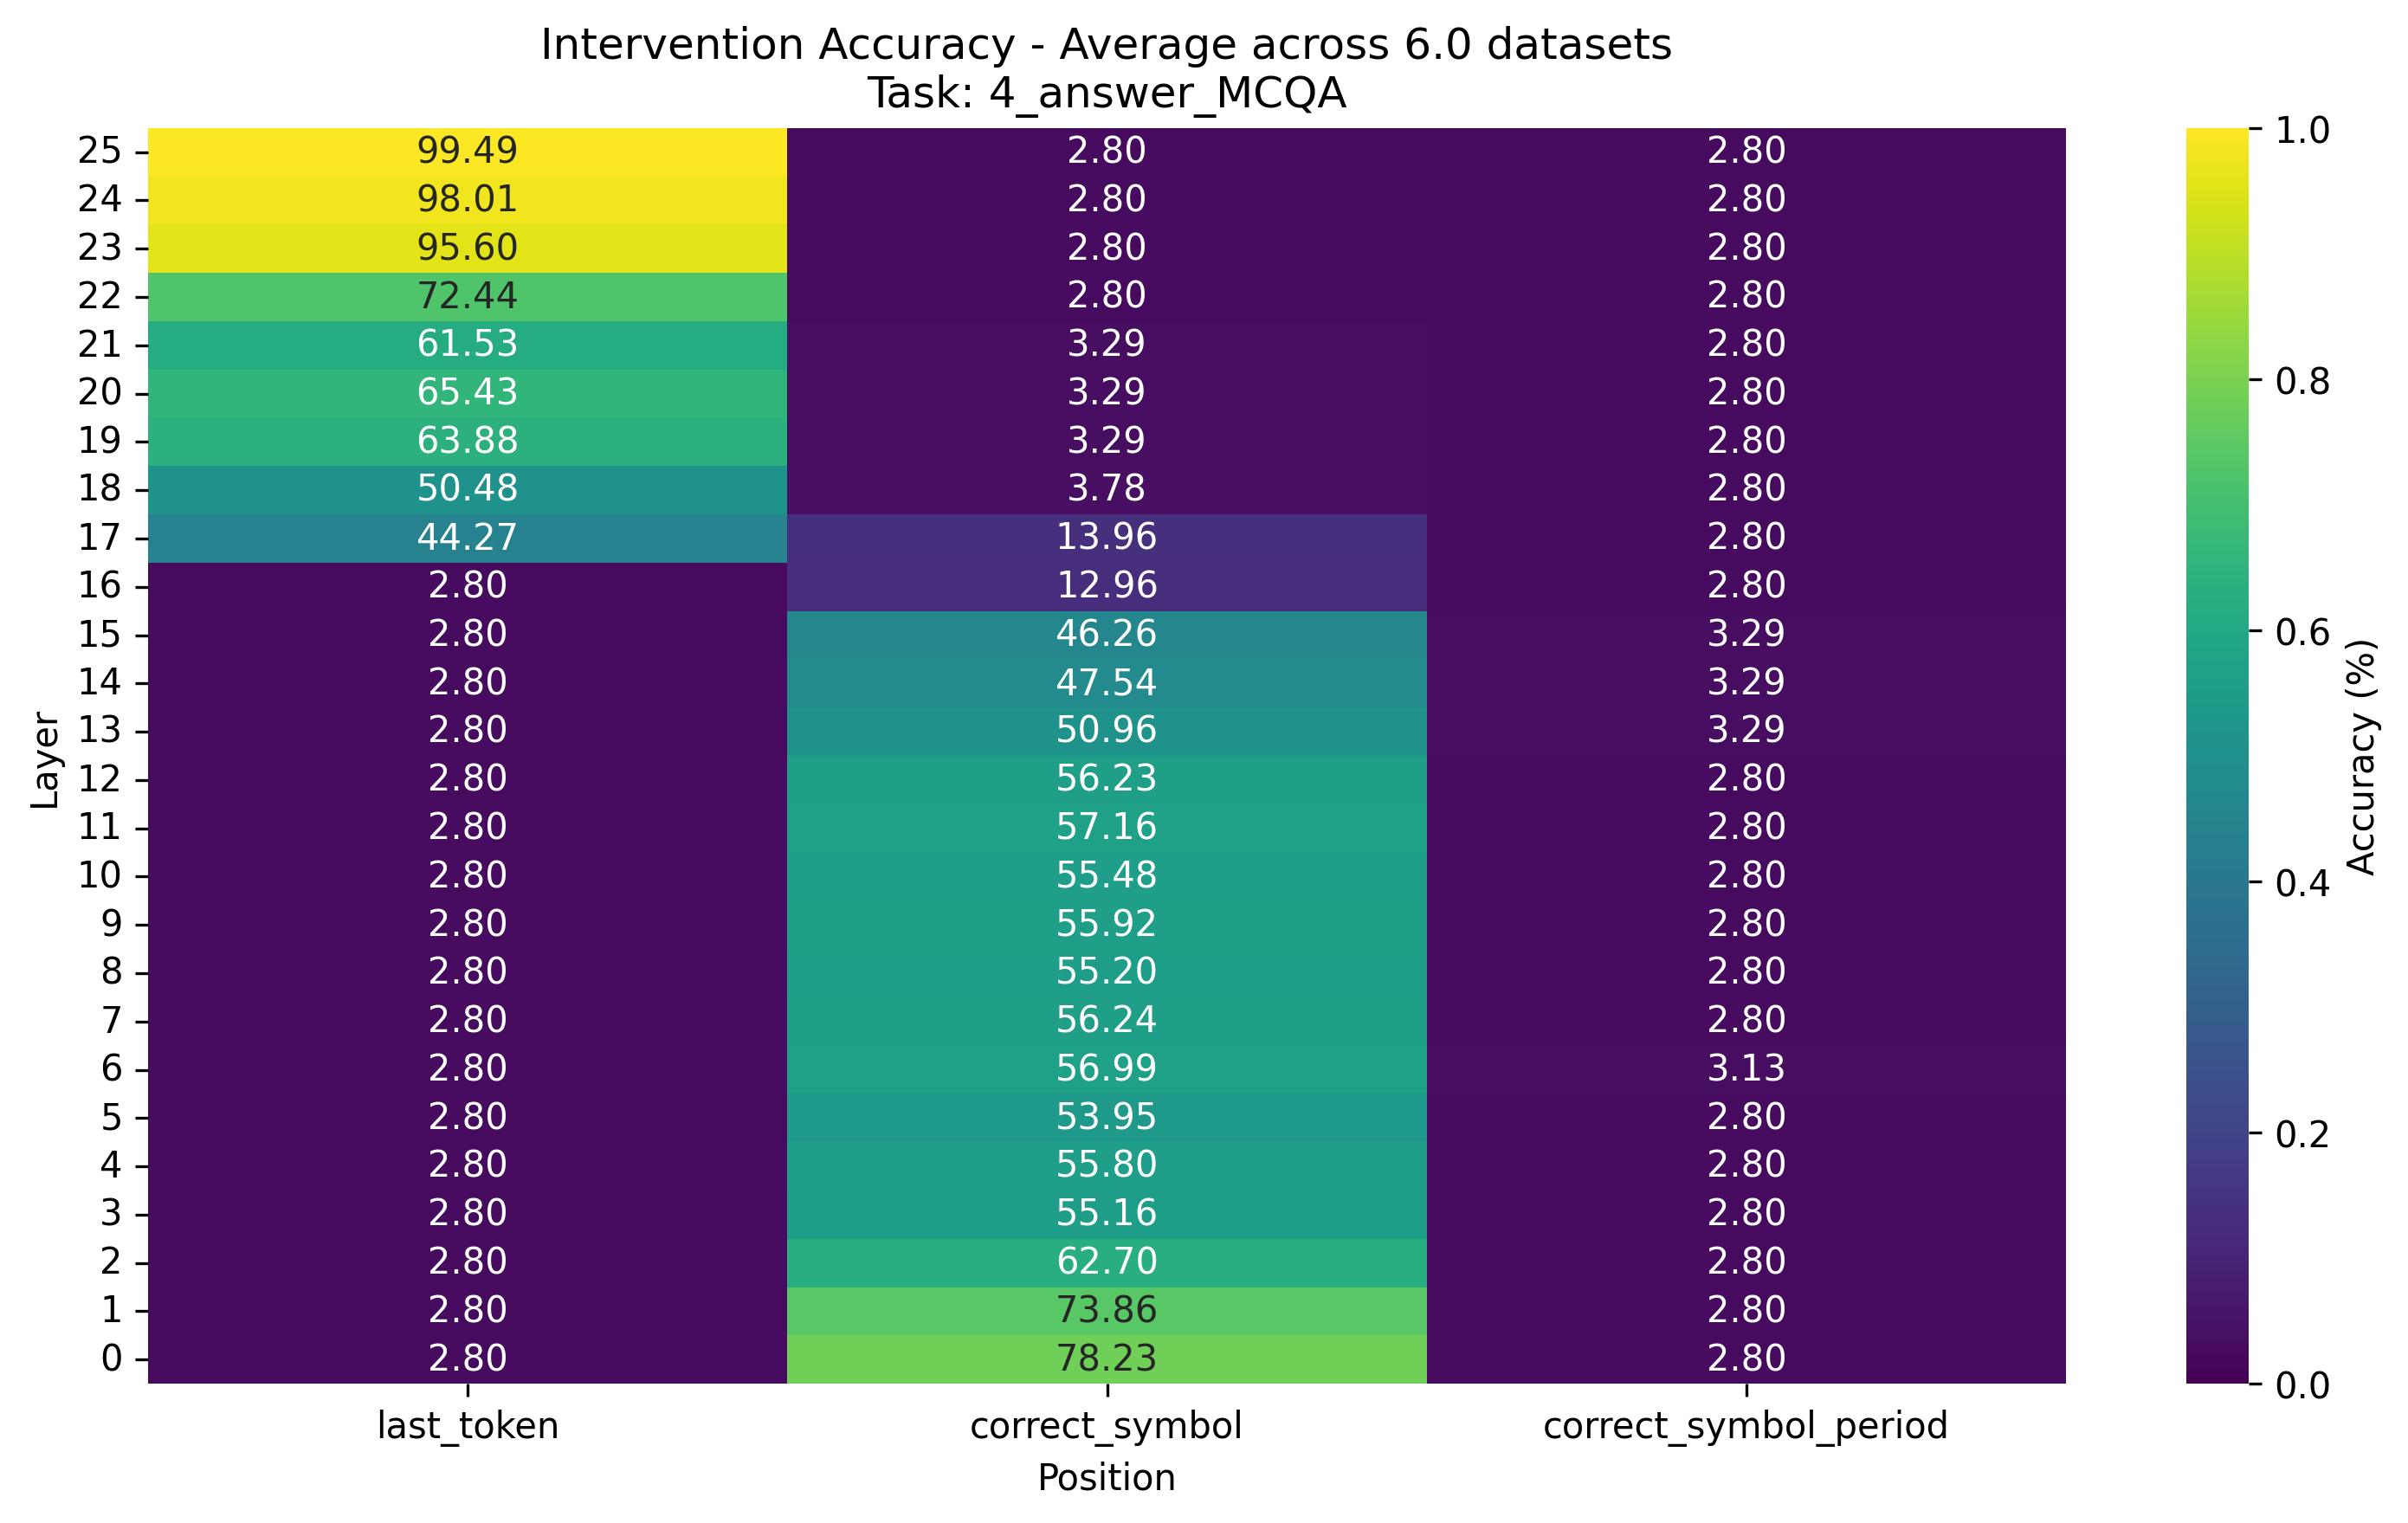 Intervention Accuracy - Average across 6.0 datasets
Task: 4_answer_MCQA
25 99.49 2.80 2.80
24 98.01 2.80 2.80
23 95.60 2.80 2.80
22 72.44 2.80 2.80
21 61.53 3.29 2.80
20 65.43 3.29 2.80
19 63.88 3.29 2.80
18 50.48 3.78 2.80
17 44.27 13.96 2.80
16 2.80 12.96 2.80
15 2.80 46.26 3.29
14 2.80 47.54 3.29
13 2.80 50.96 3.29
12 2.80 56.23 2.80
11 2.80 57.16 2.80
10 2.80 55.48 2.80
9 2.80 55.92 2.80
8 2.80 55.20 2.80
7 2.80 56.24 2.80
6 2.80 56.99 3.13
5 2.80 53.95 2.80
4 2.80 55.80 2.80
3 2.80 55.16 2.80
2 2.80 62.70 2.80
1 2.80 73.86 2.80
0 2.80 78.23 2.80
last_token correct_symbol correct_symbol_period
Position
Layer
1.0
0.8
0.6
0.4
0.2
0.0
Accuracy (%)